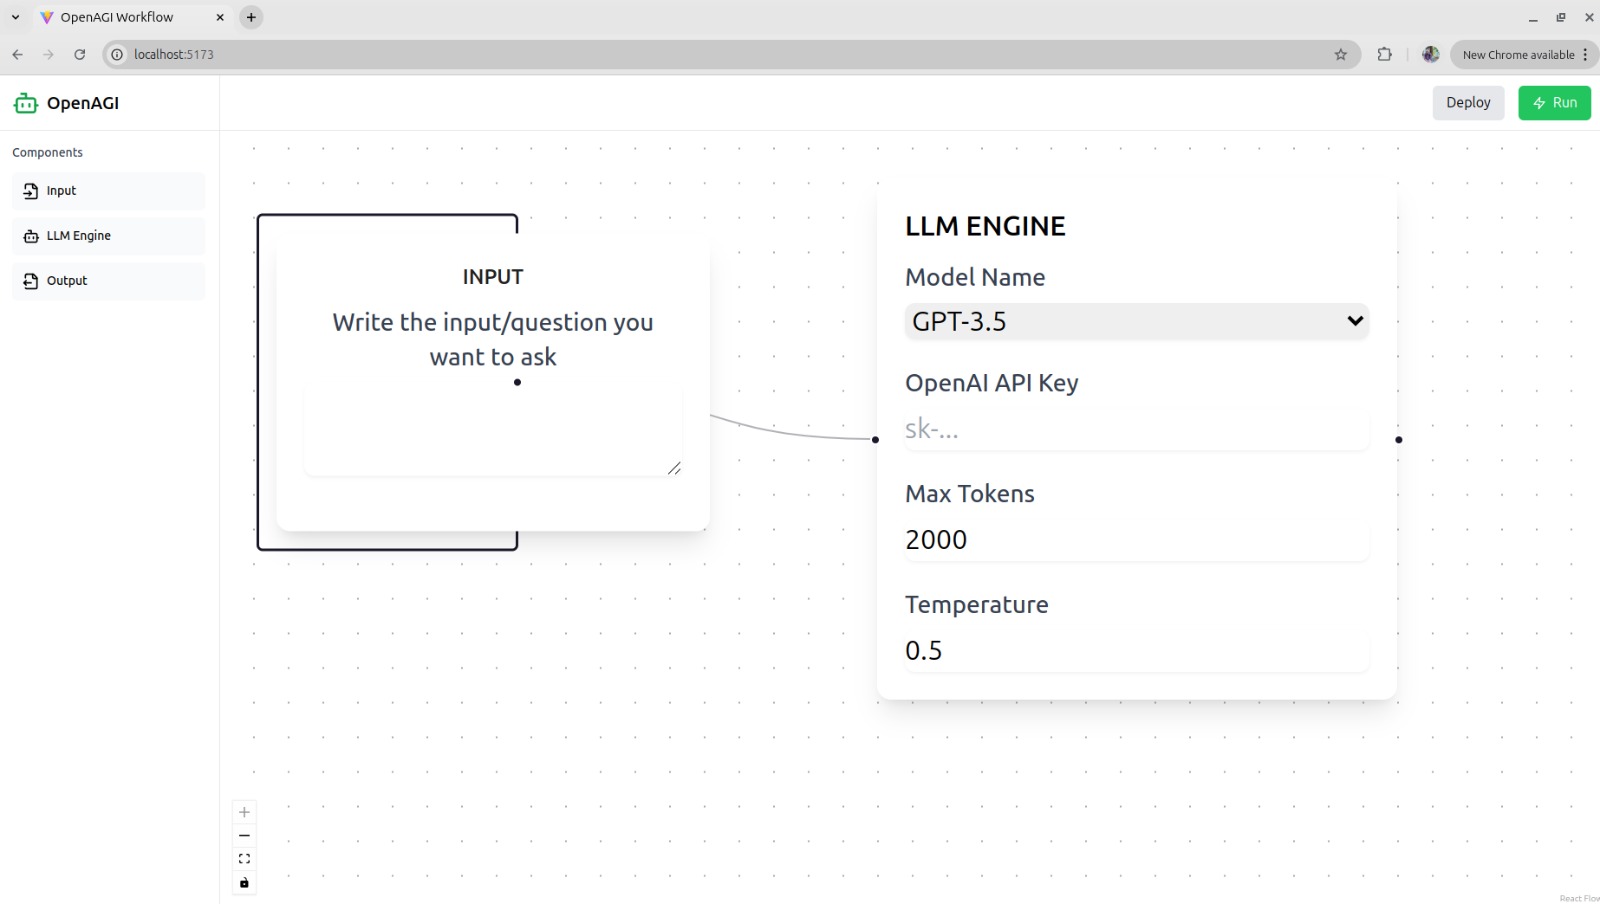 OpenAGI Workflow
localhost:5173
New Chrome available
OpenAGI
Deploy
Run
Components
Input
LLM Engine
Output
INPUT
Write the input/question you
want to ask
LLM ENGINE
Model Name
GPT-3.5
OpenAI API Key
sk-...
Max Tokens
2000
Temperature
0.5
React Flow